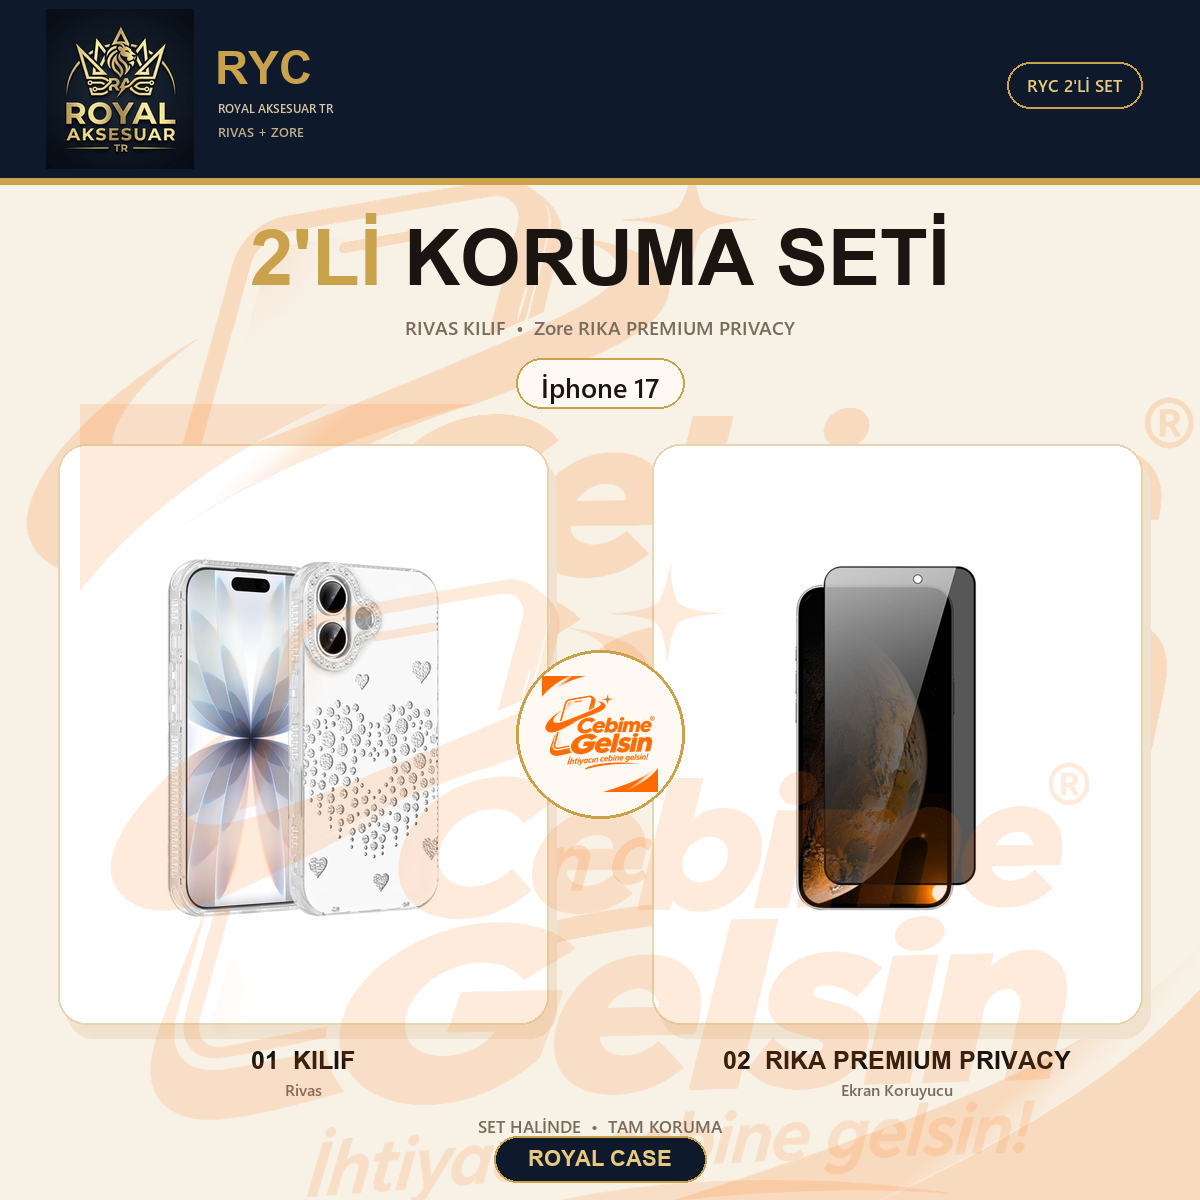 ROYAL
AKSESUAR
TR
RYC
ROYAL AKSESUAR TR
RIVAS + ZORE
RYC 2'Lİ SET
2'Lİ KORUMA SETİ
RIVAS KILIF • Zore RIKA PREMIUM PRIVACY
İphone 17
Cebime®
Gelsin
İhtiyacın cebine gelsin!
Cebime®
Gelsin
01 KILIF
Rivas
02 RIKA PREMIUM PRIVACY
Ekran Koruyucu
SET HALİNDE • TAM KORUMA
ROYAL CASE